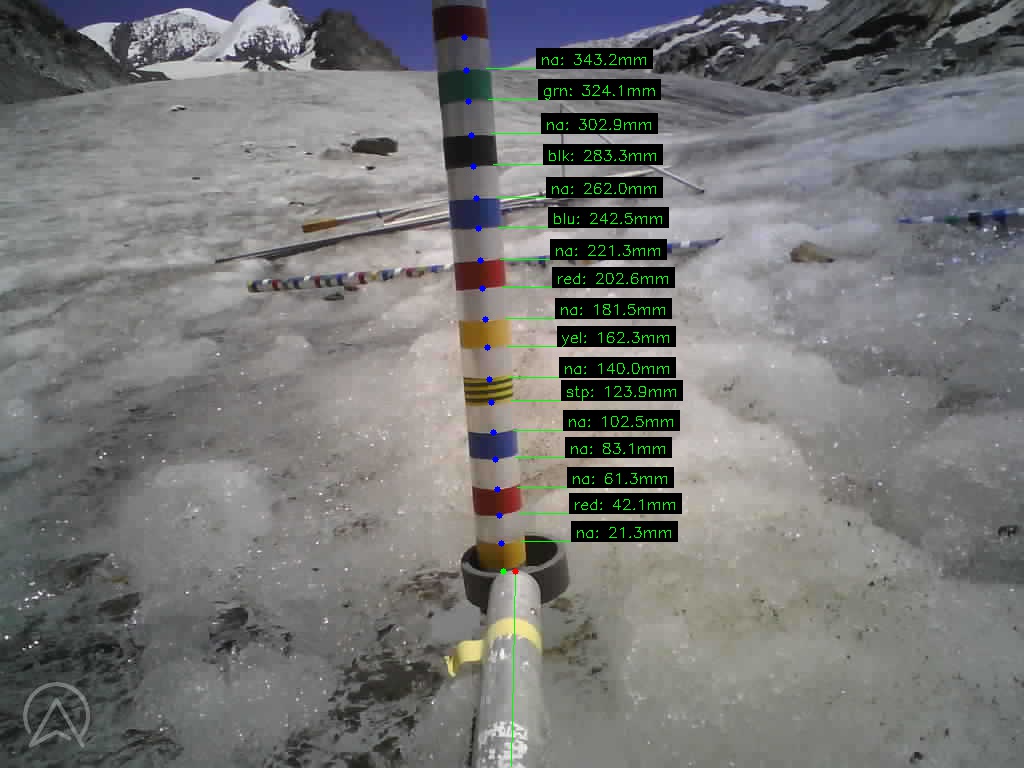 na: 343.2mm
grn: 324.1mm
na: 302.9mm
blk: 283.3mm
na: 262.0mm
blu: 242.5mm
na: 221.3mm
red: 202.6mm
na: 181.5mm
yel: 162.3mm
na: 140.0mm
stp: 123.9mm
na: 102.5mm
na: 83.1mm
na: 61.3mm
red: 42.1mm
na: 21.3mm